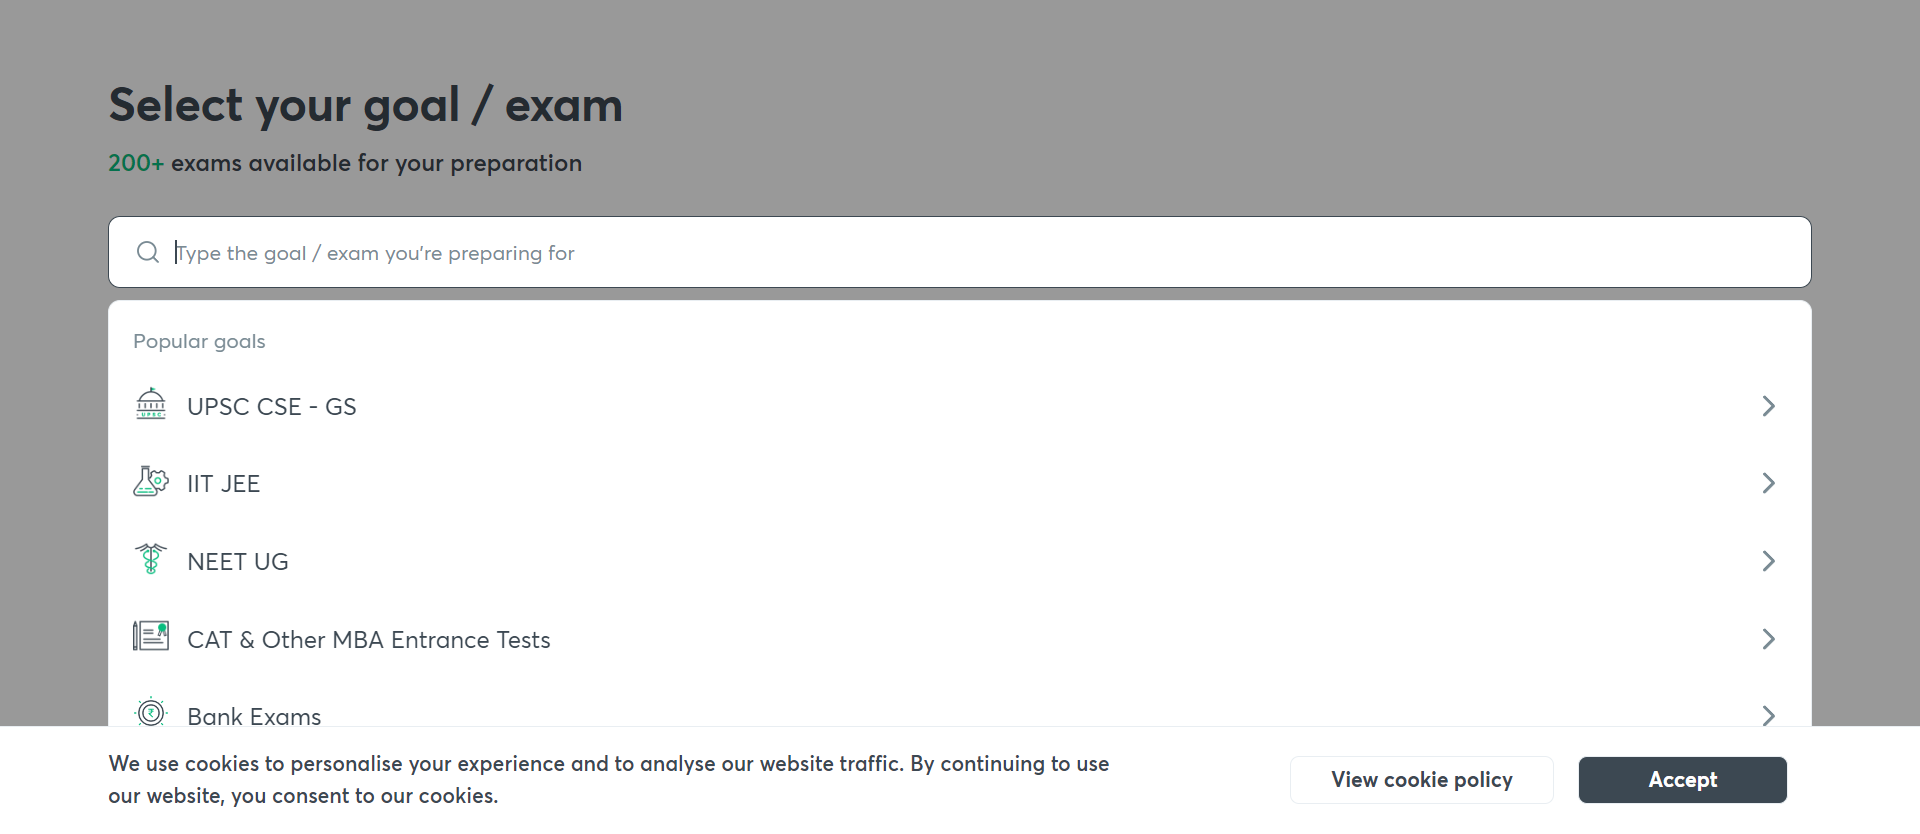 Select your goal / exam
200+ exams available for your preparation
Type the goal / exam you're preparing for
Popular goals
UPSC CSE - GS
IIT JEE
NEET UG
CAT & Other MBA Entrance Tests
Bank Exams
We use cookies to personalise your experience and to analyse our website traffic. By continuing to use
our website, you consent to our cookies.
View cookie policy
Accept